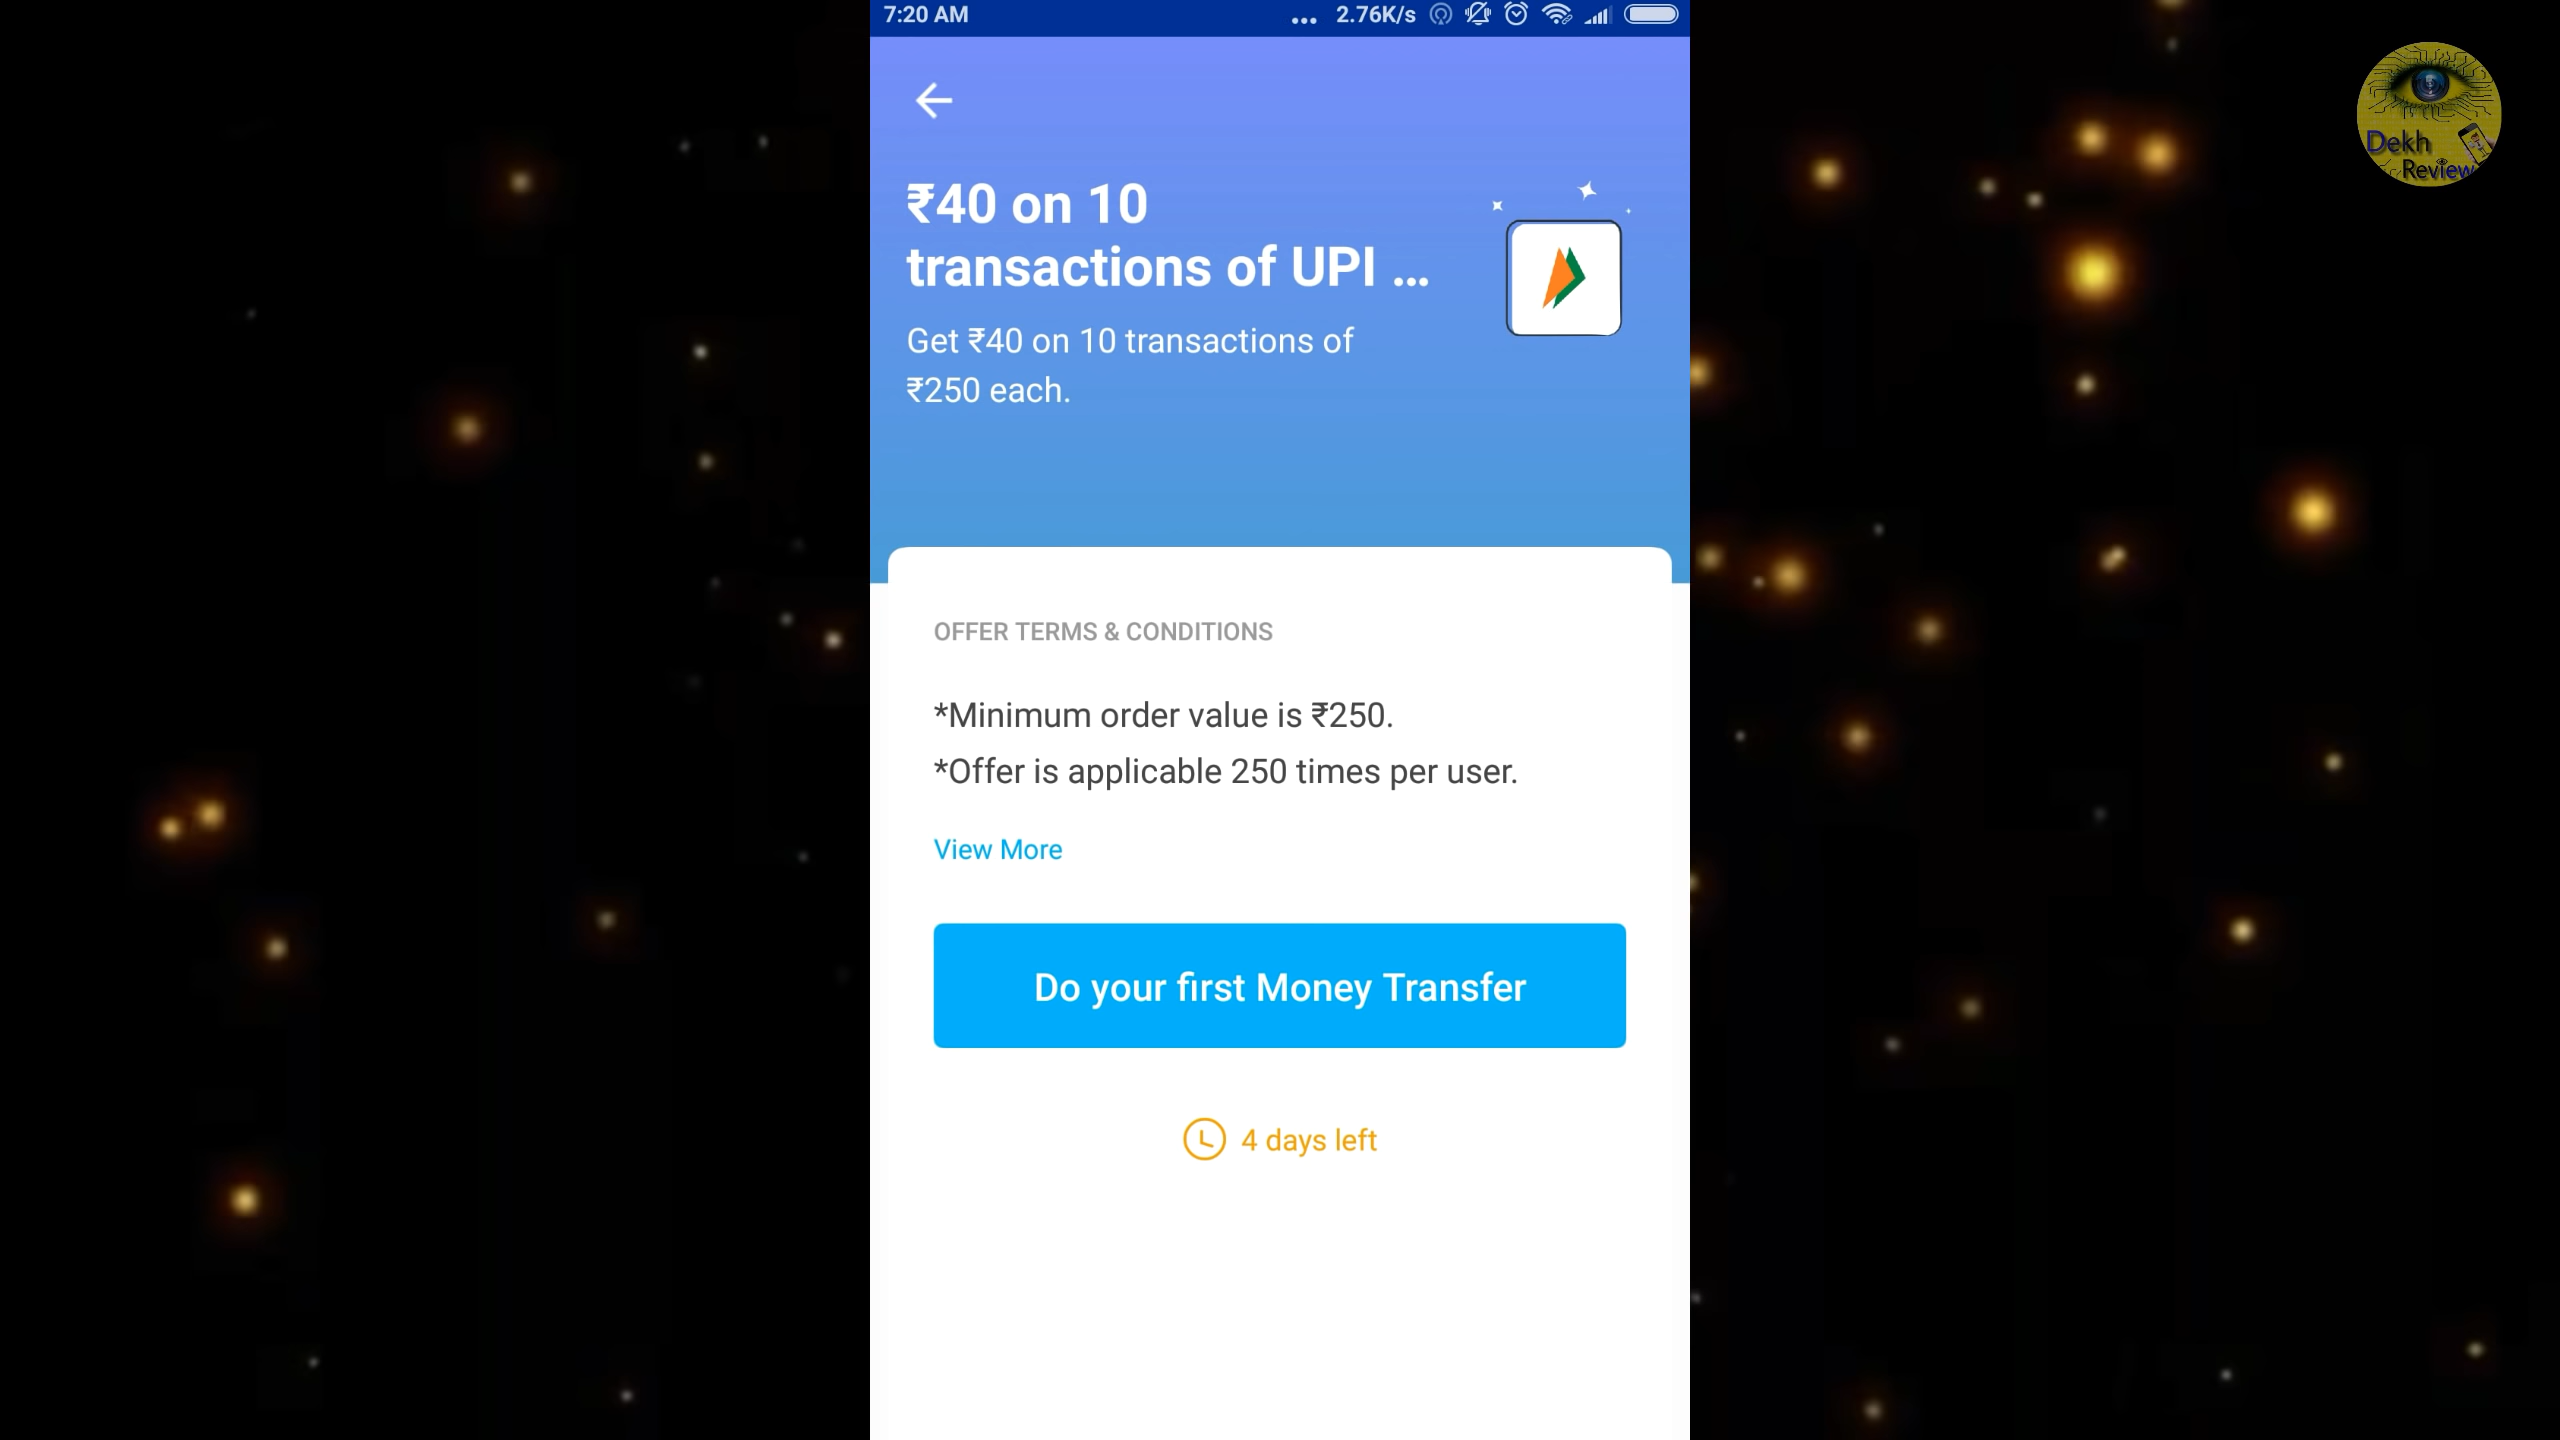 7:20 AM
... 2.76K/s
Dekh
Review
₹40 on 10
transactions of UPI ...
Get ₹40 on 10 transactions of
₹250 each.
OFFER TERMS & CONDITIONS
*Minimum order value is ₹250.
*Offer is applicable 250 times per user.
View More
Do your first Money Transfer
4 days left